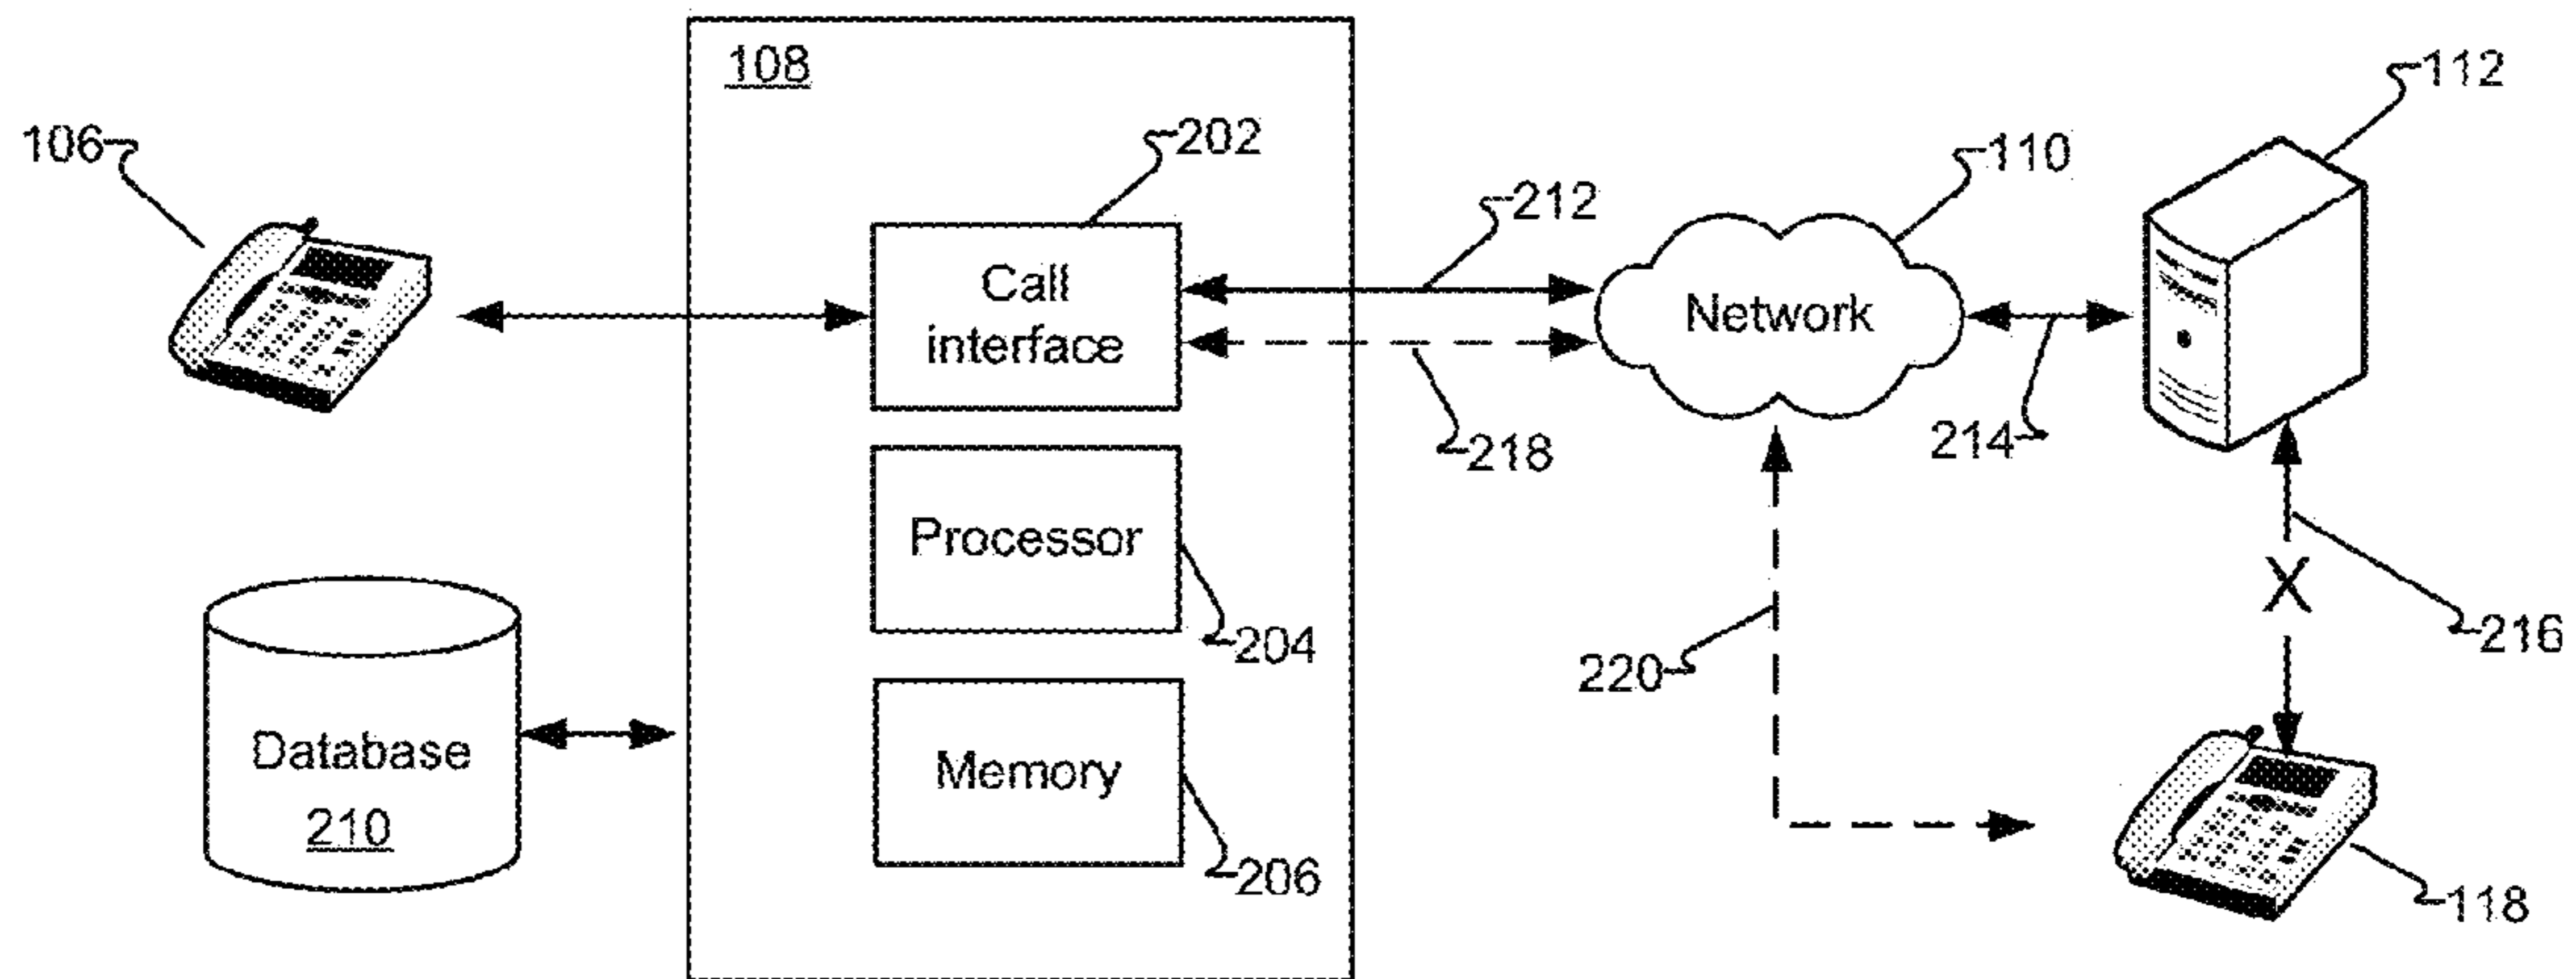 108
112
106
202
110
212
Call
interface
Network
218
214
Processor
X
204
220
216
Database
210
Memory
206
118